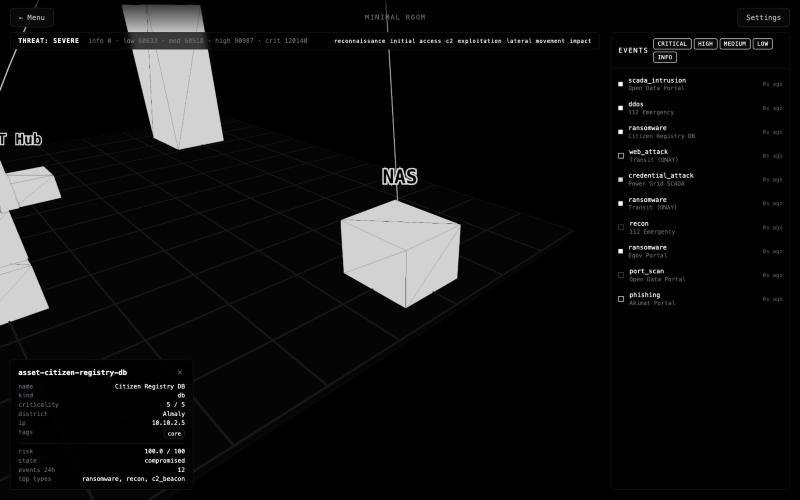 ← Menu
MINIMAL ROOM
Settings
THREAT: SEVERE info 0 · low 60633 · med 60518 · high 90987 · crit 120140
reconnaissance initial access c2 exploitation lateral movement impact
EVENTS CRITICAL HIGH MEDIUM LOW
INFO
scada_intrusion 0s ago
Open Data Portal
ddos 0s ago
112 Emergency
ransomware 0s ago
Citizen Registry DB
web_attack 0s ago
Transit (ONAY)
credential_attack 0s ago
Power Grid SCADA
ransomware 0s ago
Transit (ONAY)
recon 0s ago
112 Emergency
ransomware 0s ago
Egov Portal
port_scan 0s ago
Open Data Portal
phishing 0s ago
Akimat Portal
T Hub
NAS
asset-citizen-registry-db ×
name Citizen Registry DB
kind db
criticality 5 / 5
district Almaly
ip 10.10.2.5
tags core
risk 100.0 / 100
state compromised
events 24h 12
top types ransomware, recon, c2_beacon